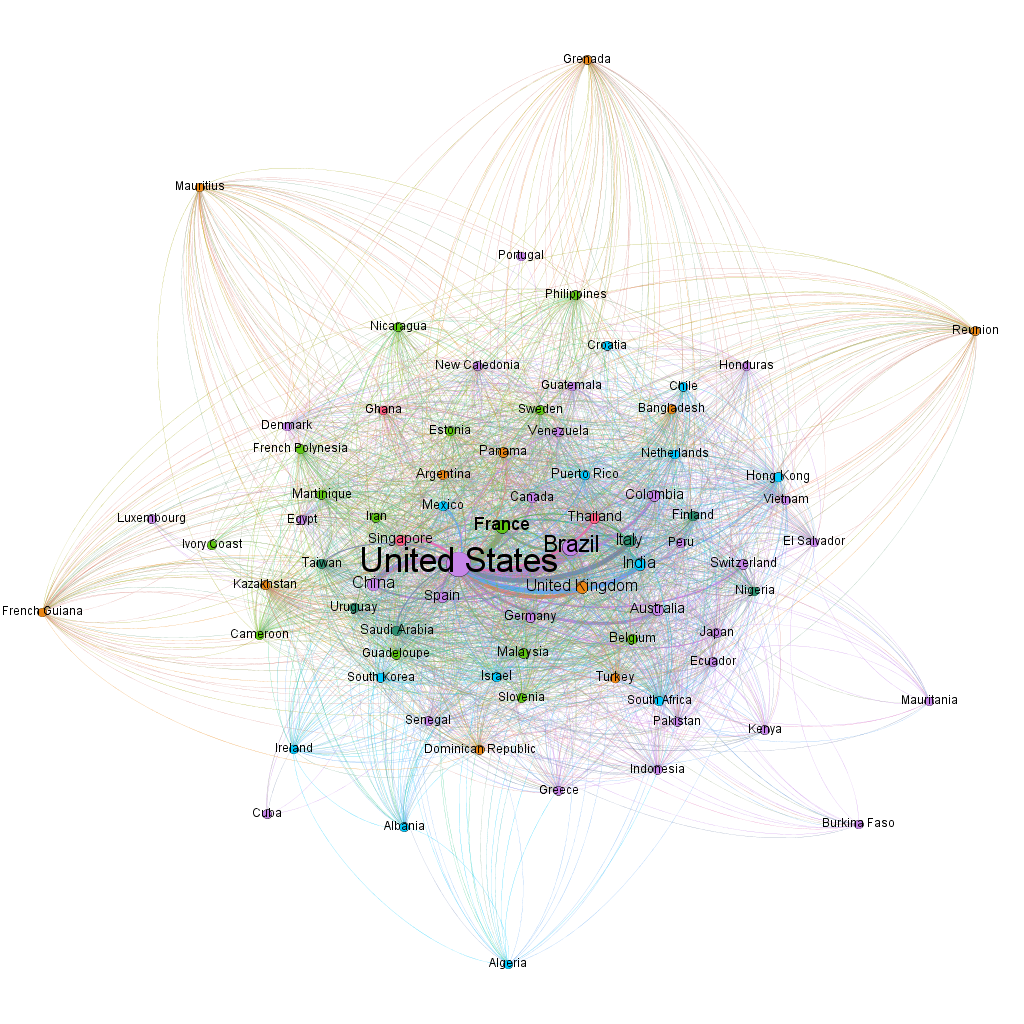 Grenada
Mauritius
Portugal
Philippines
Nicaragua
Reunion
Croatia
New Caledonia
Honduras
Guatemala
Chile
Ghana
Sweden
Bangladesh
Denmark
Estonia
Venezuela
French Polynesia
Panama
Netherlands
Argentina
Puerto Rico
Hong Kong
Martinique
Canada
Colombia
Vietnam
Mexico
Luxembourg
Egypt
Iran
France
Thailand
Finland
Ivory Coast
Singapore
Brazil
Italy
Peru
El Salvador
United States
Taiwan
India
Switzerland
Kazakhstan
China
United Kingdom
Nigeria
Spain
French Guiana
Uruguay
Germany
Australia
Cameroon
Saudi Arabia
Belgium
Japan
Guadeloupe
Malaysia
Ecuador
South Korea
Israel
Turkey
Slovenia
South Africa
Mauritania
Senegal
Pakistan
Kenya
Ireland
Dominican Republic
Indonesia
Greece
Cuba
Albania
Burkina Faso
Algeria